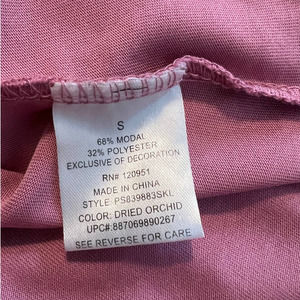 S
68% MODAL
32% POLYESTER
EXCLUSIVE OF DECORATION
RN# 120951
MADE IN CHINA
STYLE: PS839883SKL
COLOR: DRIED ORCHID
UPC#: 887069890267
SEE REVERSE FOR CARE